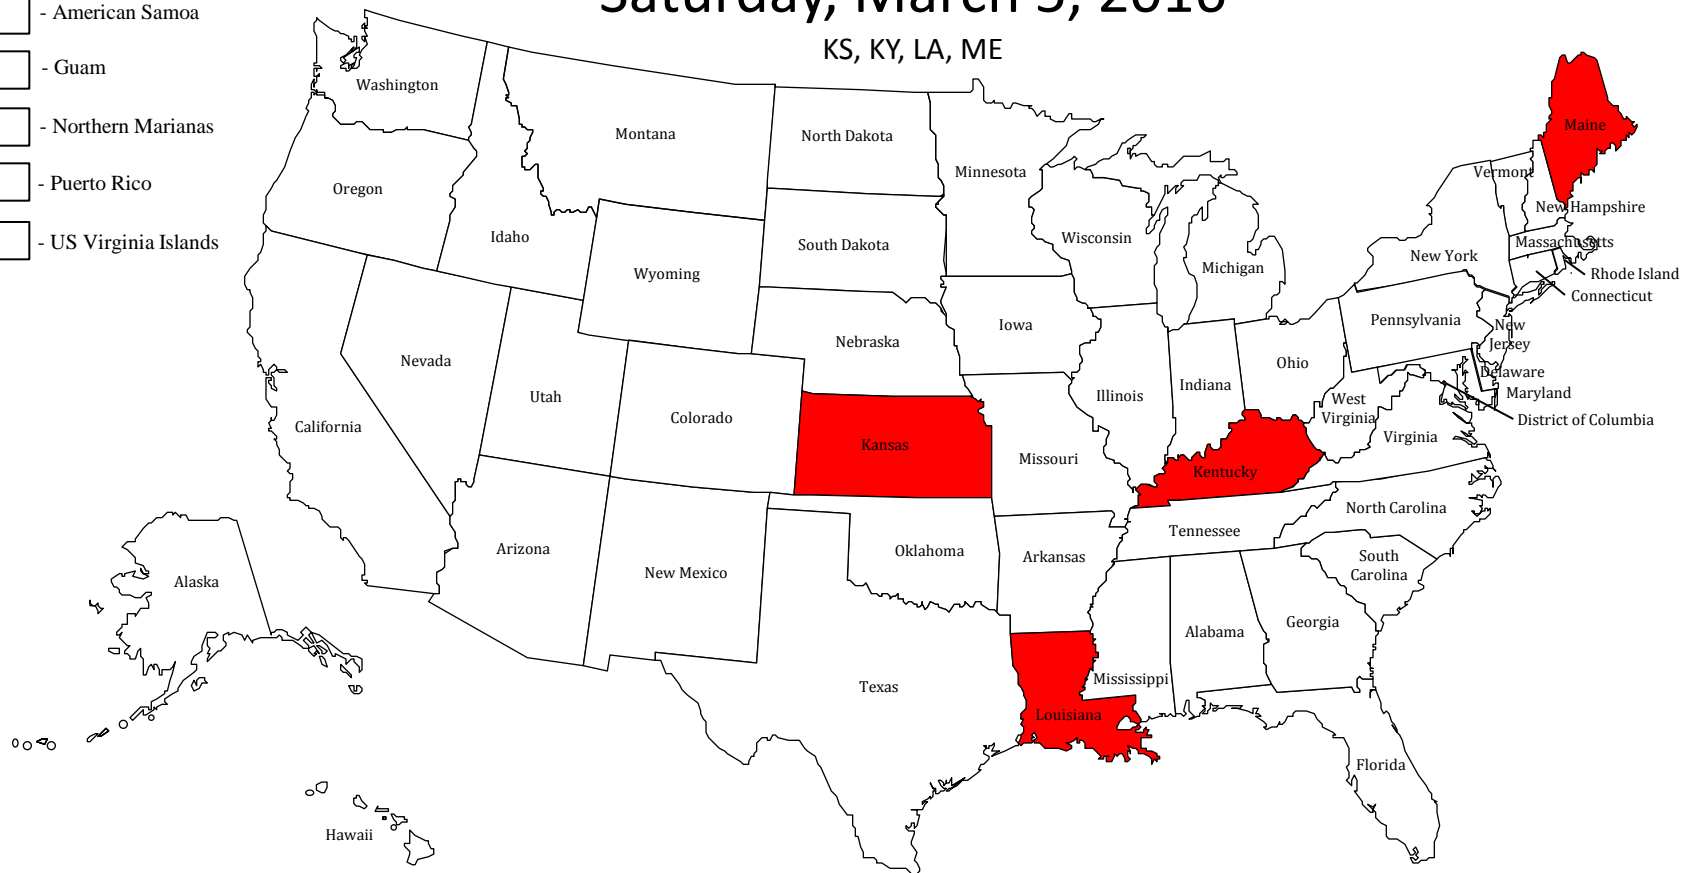 Saturday, March 5, 2016
KS, KY, LA, ME
- American Samoa
- Guam
- Northern Marianas
- Puerto Rico
- US Virginia Islands
Washington
Oregon
California
Nevada
Idaho
Montana
Wyoming
Utah
Colorado
Arizona
New Mexico
North Dakota
South Dakota
Nebraska
Kansas
Oklahoma
Texas
Minnesota
Iowa
Missouri
Arkansas
Louisiana
Wisconsin
Illinois
Michigan
Indiana
Ohio
Kentucky
Tennessee
Mississippi
Alabama
Georgia
Florida
South
Carolina
North Carolina
Virginia
West
Virginia
Pennsylvania
New York
Vermont
New Hampshire
Maine
Massachusetts
Rhode Island
Connecticut
New
Jersey
Delaware
Maryland
District of Columbia
Alaska
Hawaii